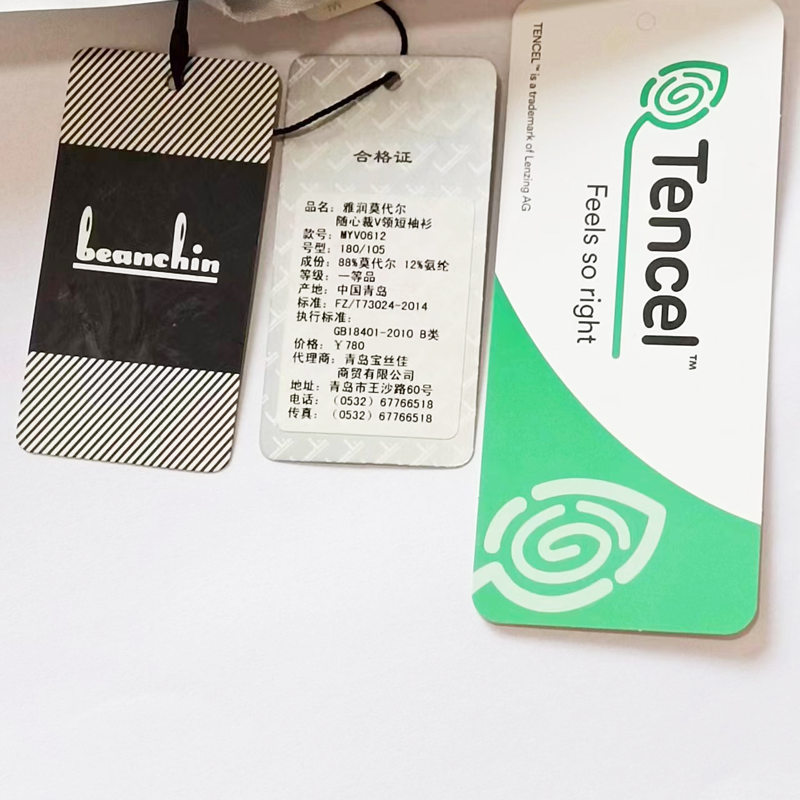 beanchin
合格证
品名：雅润莫代尔
随心裁V领短袖衫
款号：MYV0612
号型：180/105
成份：88%莫代尔 12%氨纶
等级：一等品
产地：中国青岛
标准：FZ/T73024-2014
执行标准：
GB18401-2010 B类
价格：￥780
代理商：青岛宝丝佳
商贸有限公司
地址：青岛市王沙路60号
电话：（0532）67766518
传真：（0532）67766518
TENCEL™ is a trademark of Lenzing AG
Tencel™
Feels so right